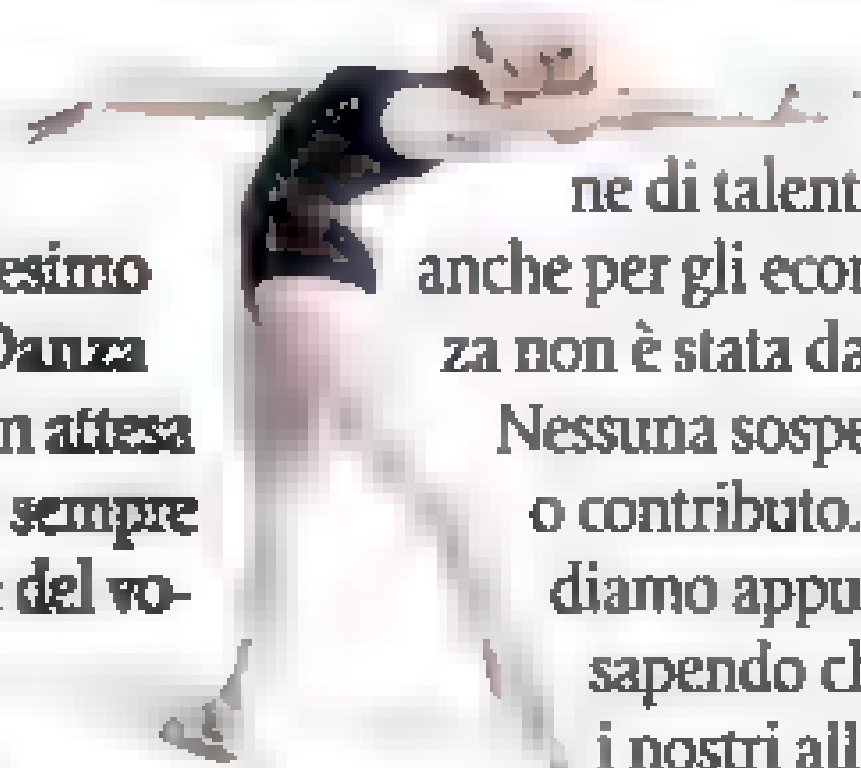 esimo
Danza
n attesa
sempre
del vo-
ne di talent
anche per gli econ
za non è stata da
Nessuna sospe
o contributo.
diamo appu
sapendo ch
i nostri all